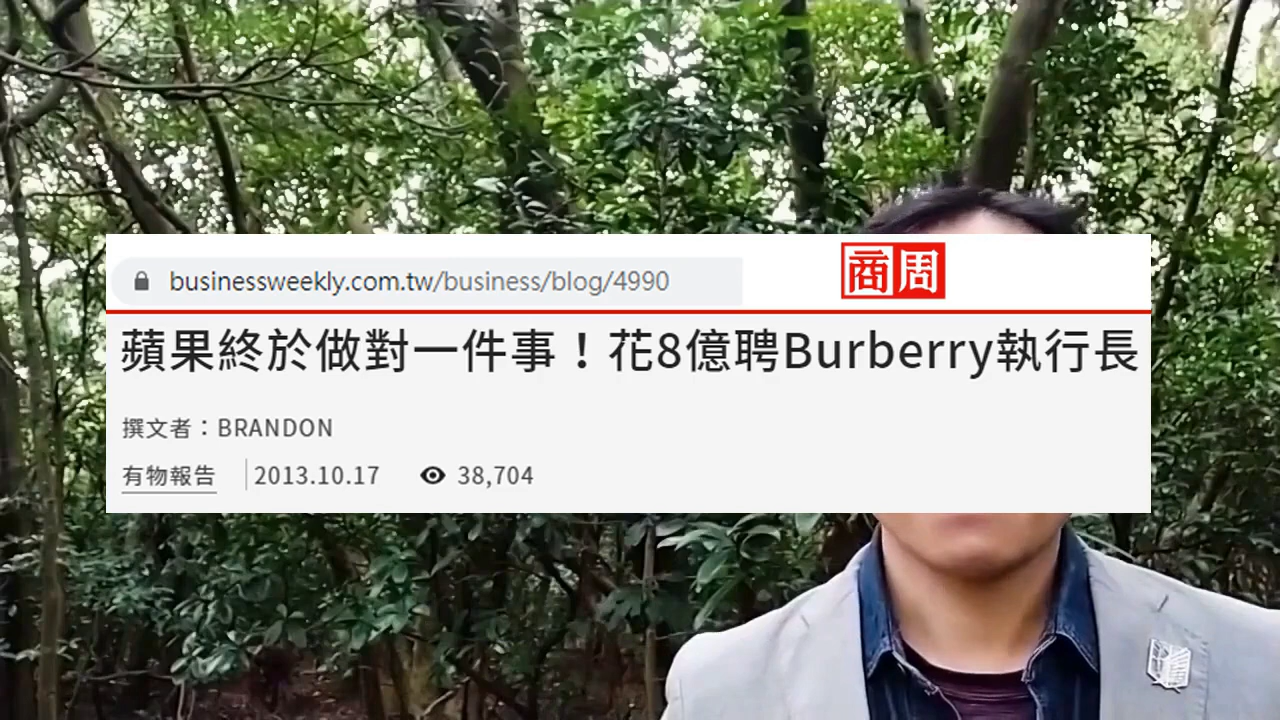 businessweekly.com.tw/business/blog/4990
商周
蘋果終於做對一件事！花8億聘Burberry執行長
撰文者：BRANDON
有物報告 2013.10.17 38,704